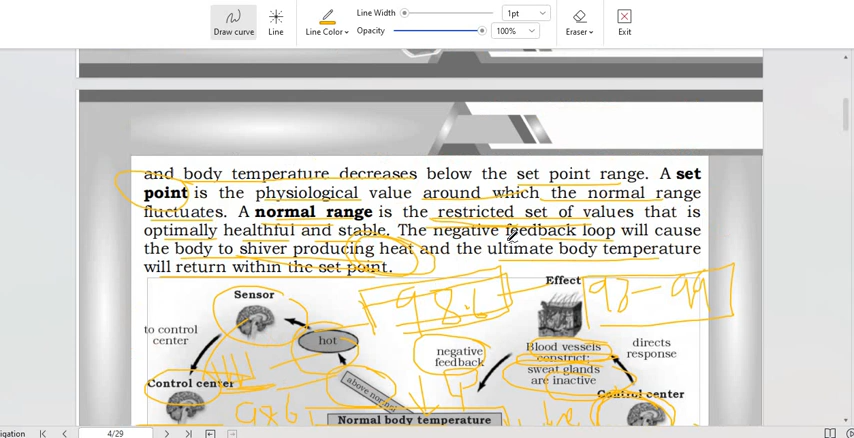 Draw curve
Line
Line Color
Line Width
1pt
Opacity
100%
Eraser
Exit
and body temperature decreases below the set point range. A set
point is the physiological value around which the normal range
fluctuates. A normal range is the restricted set of values that is
optimally healthful and stable. The negative feedback loop will cause
the body to shiver producing heat and the ultimate body temperature
will return within the set point.
Sensor
to control
center
hot
Control center
above normal
98.6
98.6
negative
feedback
Effect
Blood vessels
constrict;
sweat glands
are inactive
directs
response
Control center
Normal body temperature
igation
4/29